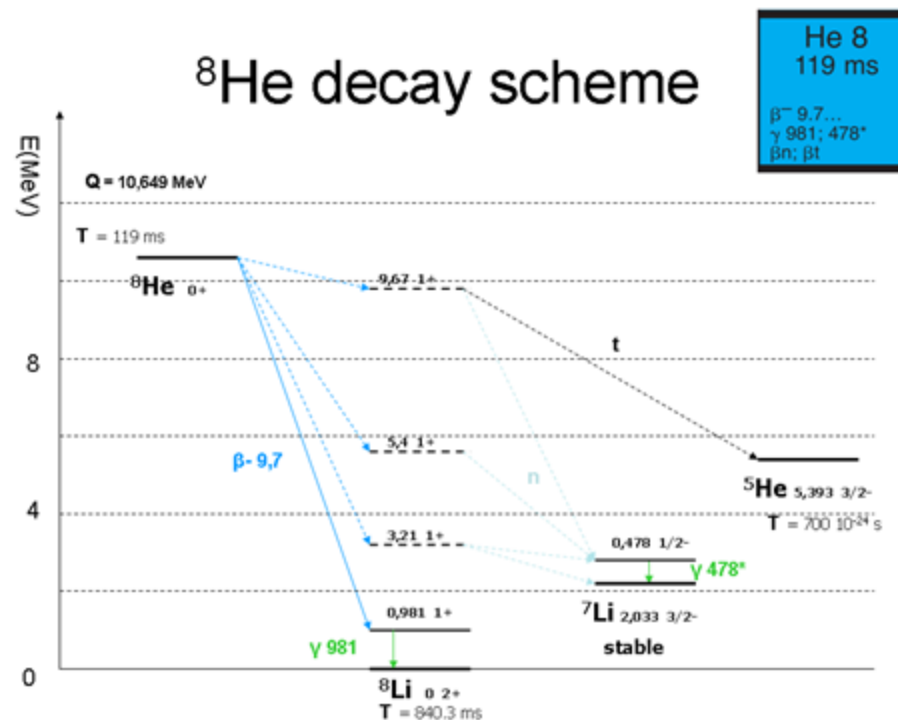 ⁸He decay scheme
He 8
119 ms
β⁻ 9.7...
γ 981; 478*
βn; βt
E(MeV)
Q = 10,649 MeV
T = 119 ms
⁸He 0+
9,67 1+
8
t
5,4 1+
β- 9,7
n
⁵He 5,393 3/2-
T = 700 10⁻²⁴ s
4
3,21 1+
0,478 1/2-
γ 478*
⁷Li 2,033 3/2-
stable
0,981 1+
γ 981
0
⁸Li 0 2+
T = 840.3 ms